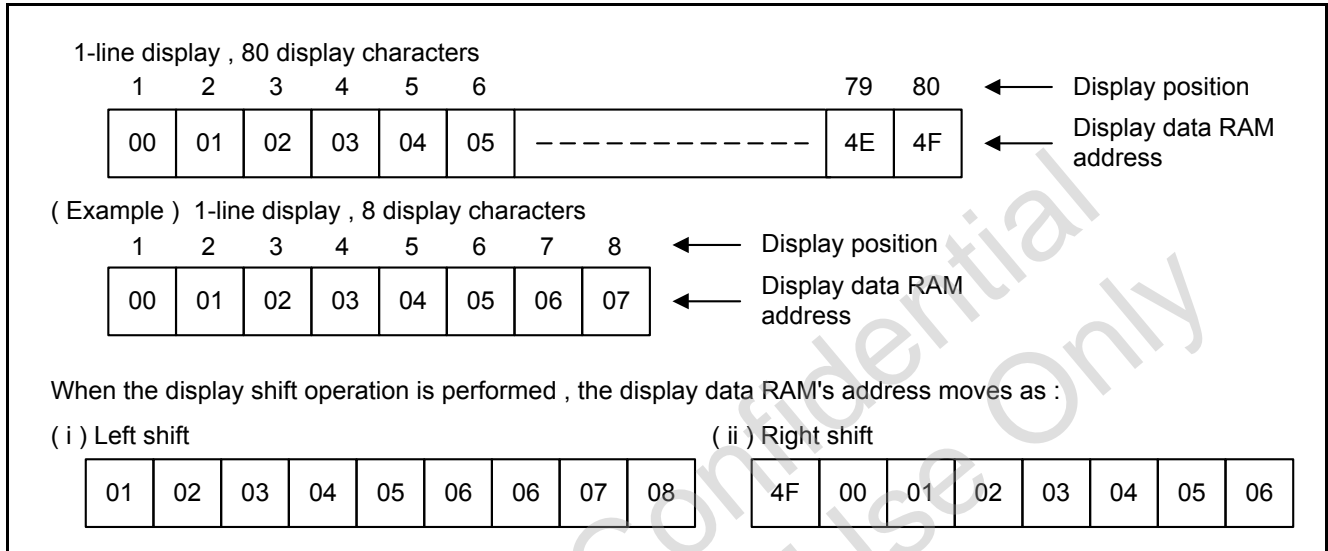 1-line display , 80 display characters
1 2 3 4 5 6 79 80 Display position
00 01 02 03 04 05 4E 4F Display data RAM
address
( Example ) 1-line display , 8 display characters
1 2 3 4 5 6 7 8 Display position
00 01 02 03 04 05 06 07 Display data RAM
address
When the display shift operation is performed , the display data RAM's address moves as :
( i ) Left shift ( ii ) Right shift
01 02 03 04 05 06 06 07 08 4F 00 01 02 03 04 05 06
Confidential
Use Only